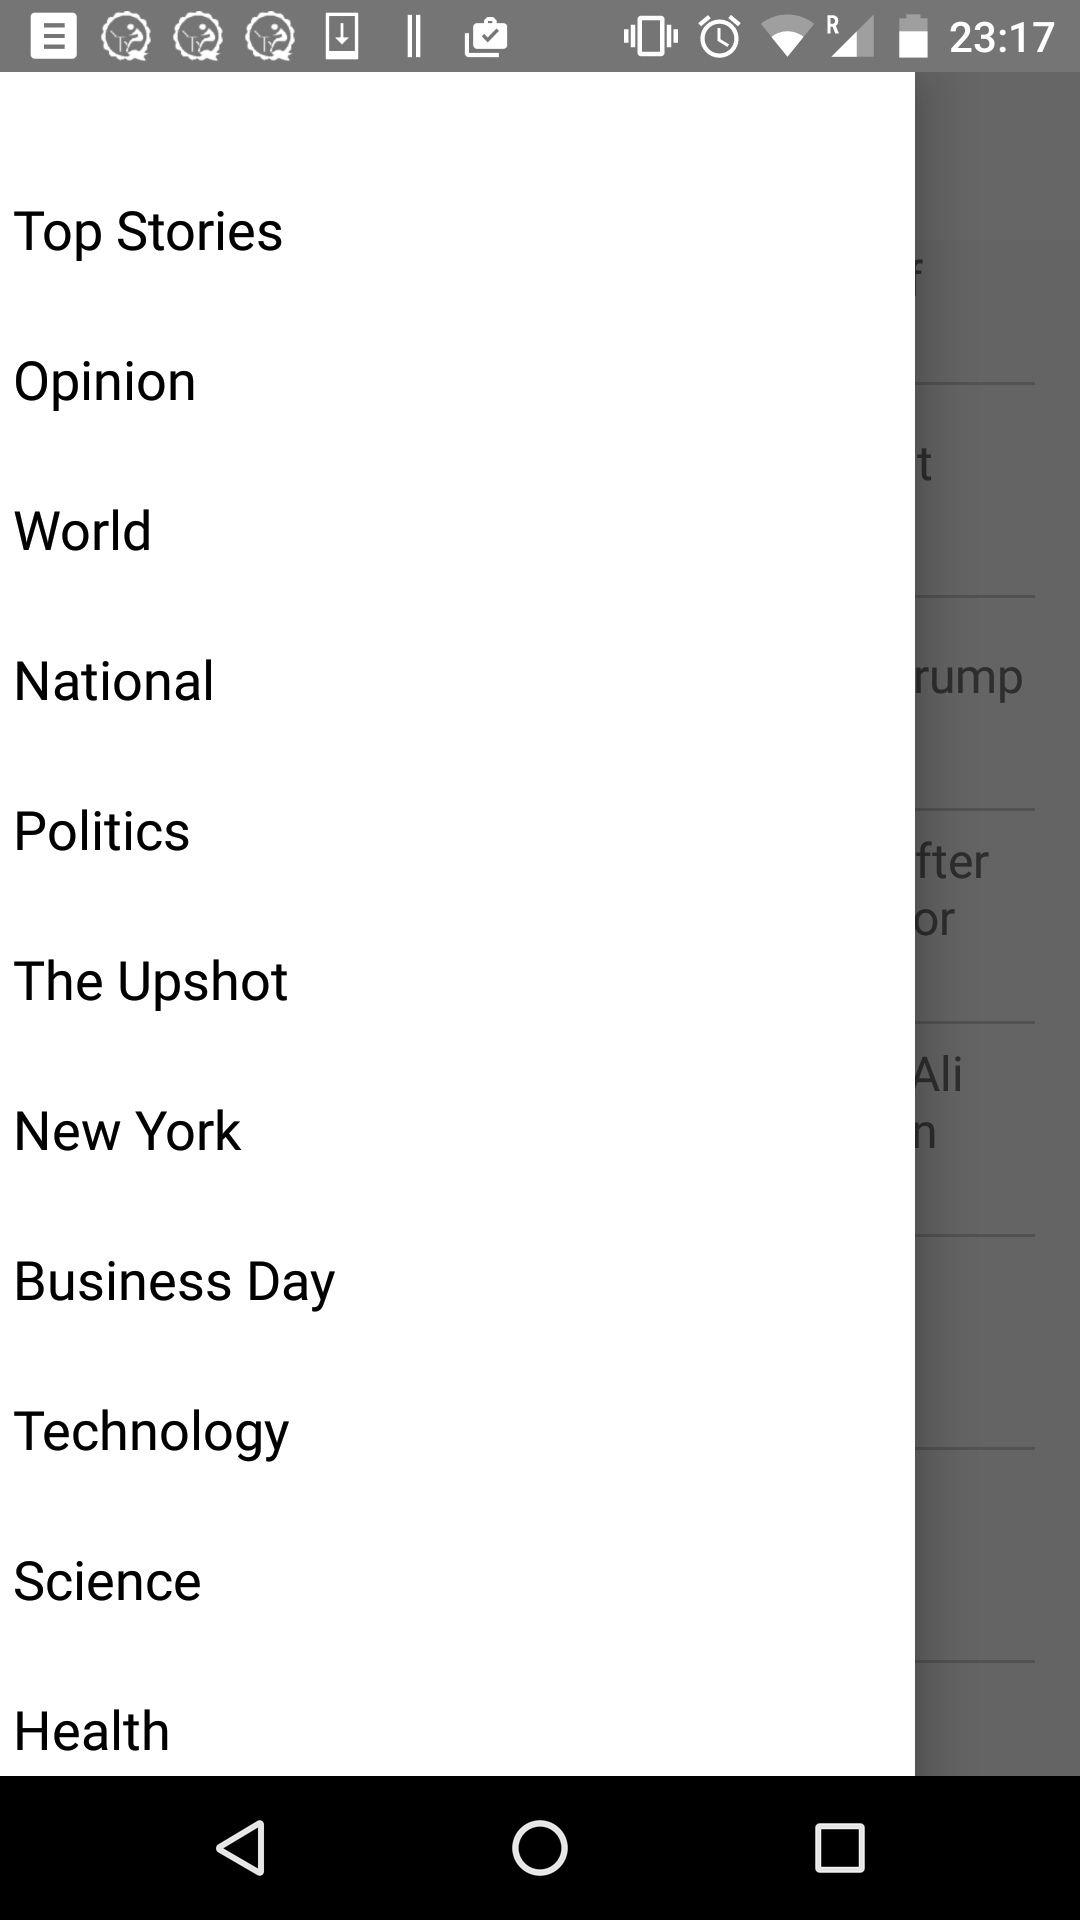 R 23:17
Top Stories
Opinion
World
National
Politics
The Upshot
New York
Business Day
Technology
Science
Health
f
t
rump
fter
or
Ali
n